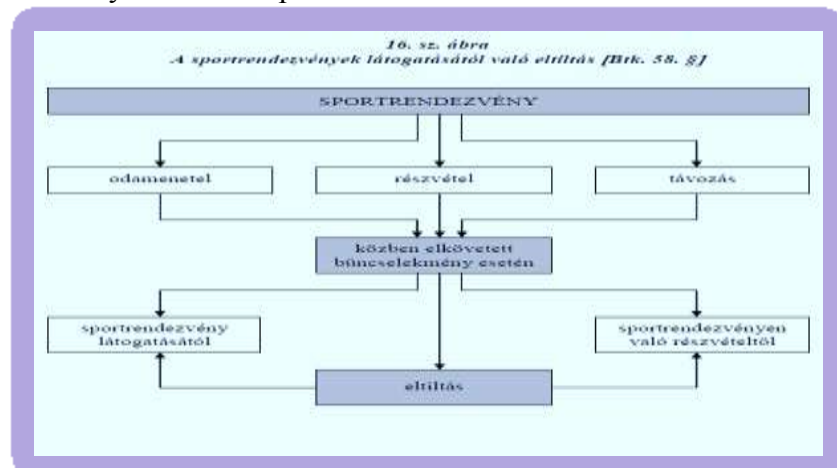 16. sz. ábra
A sportrendezvények látogatásától való eltiltás [Btk. 58. §]
SPORTRENDEZVÉNY
odamenetel
részvétel
távozás
közben elkövetett
bűncselekmény esetén
sportrendezvény
látogatásától
sportrendezvényen
való részvételtől
eltiltás